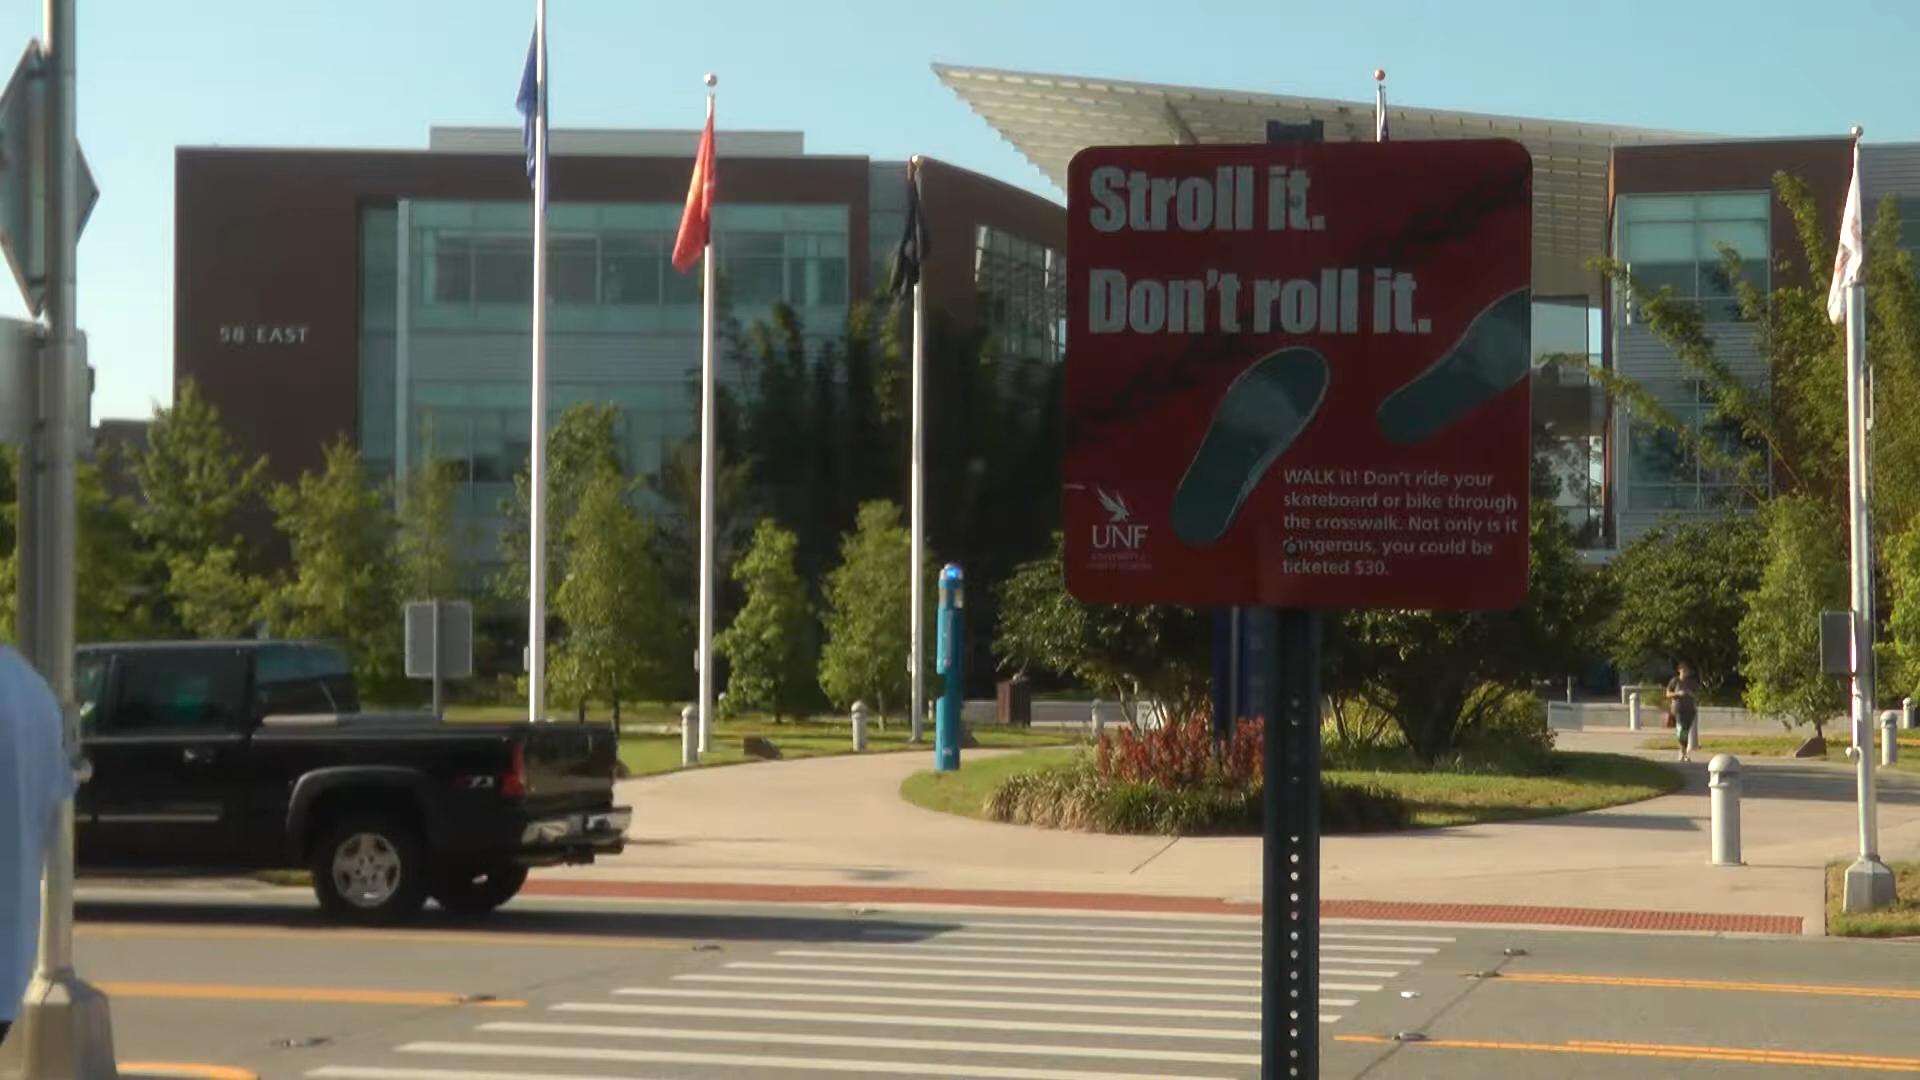 58 EAST
Stroll it.
Don't roll it.
WALK it! Don't ride your
skateboard or bike through
the crosswalk. Not only is it
dangerous, you could be
ticketed $30.
UNF
Z71